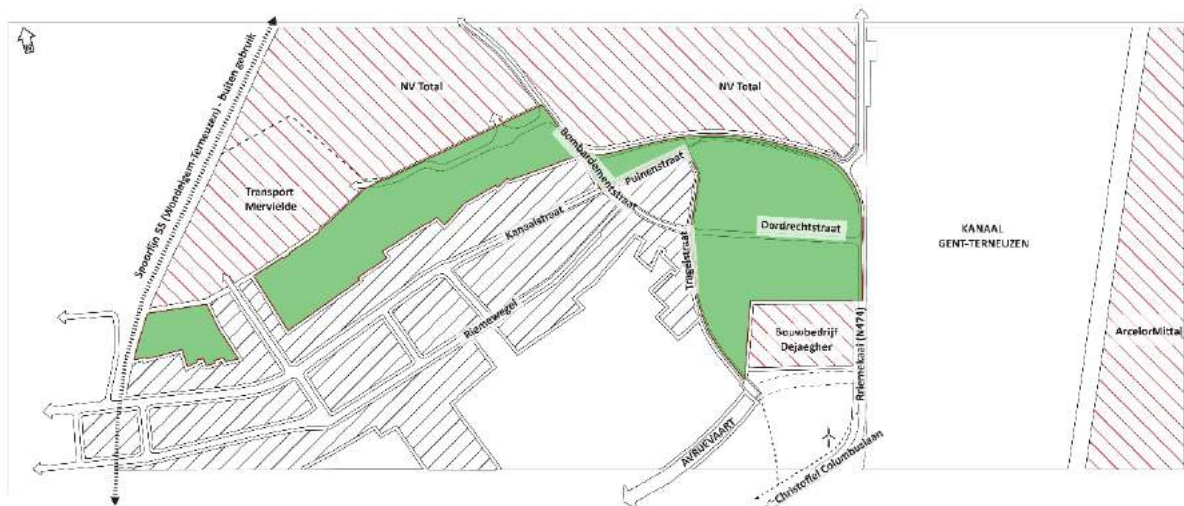 Spoorlijn 55 (Wondelgem-Terneuzen) - buiten gebruik
NV Total
NV Total
Transport
Mervielde
Bombardementstraat
Puinenstraat
Kanaalstraat
Tragelstraat
Dordrechtstraat
Riemewegel
KANAAL
GENT-TERNEUZEN
Bouwbedrijf
Dejaegher
Rriemekaai (N474)
ArcelorMittal
AVRIJEVAART
Christoffel Columbuslaan